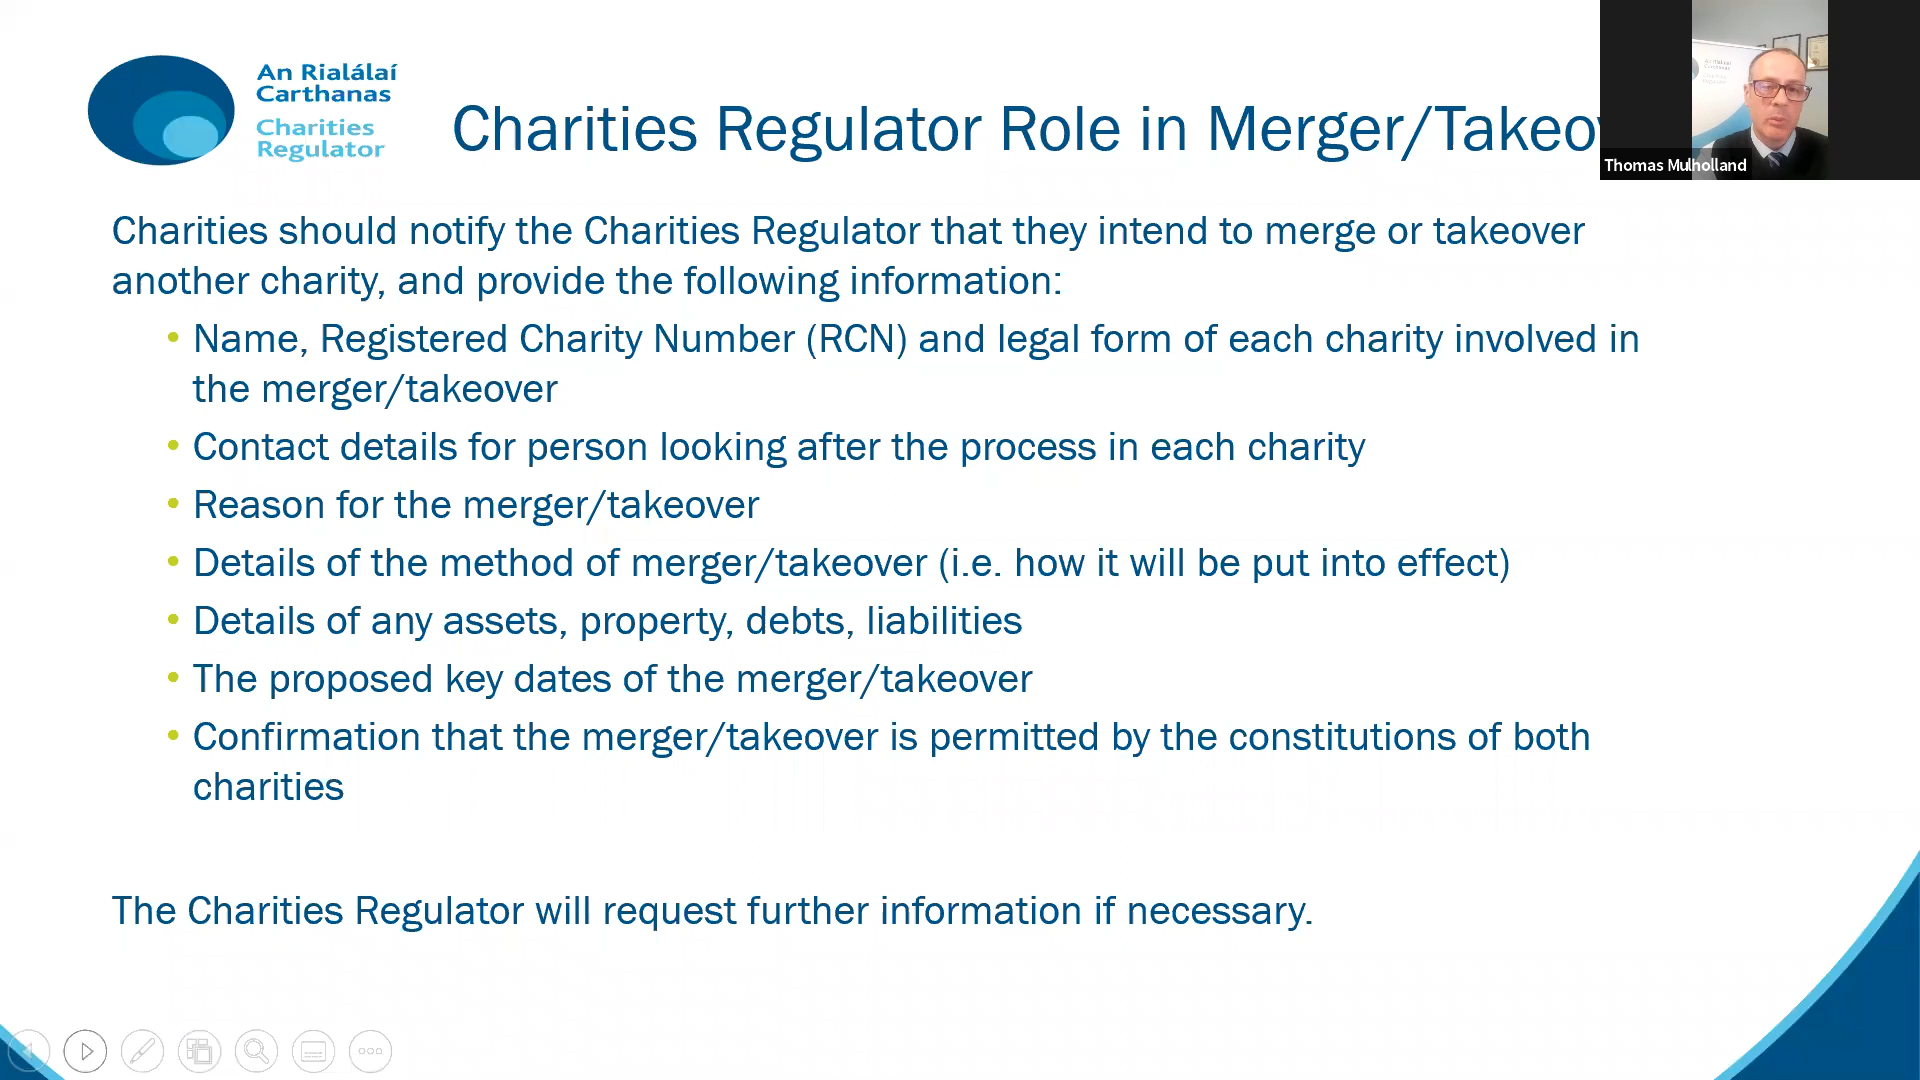 An Rialálaí
Carthanas
Charities
Regulator
Charities Regulator Role in Merger/Takeov
Thomas Mulholland
Charities should notify the Charities Regulator that they intend to merge or takeover
another charity, and provide the following information:
• Name, Registered Charity Number (RCN) and legal form of each charity involved in
the merger/takeover
• Contact details for person looking after the process in each charity
• Reason for the merger/takeover
• Details of the method of merger/takeover (i.e. how it will be put into effect)
• Details of any assets, property, debts, liabilities
• The proposed key dates of the merger/takeover
• Confirmation that the merger/takeover is permitted by the constitutions of both
charities
The Charities Regulator will request further information if necessary.